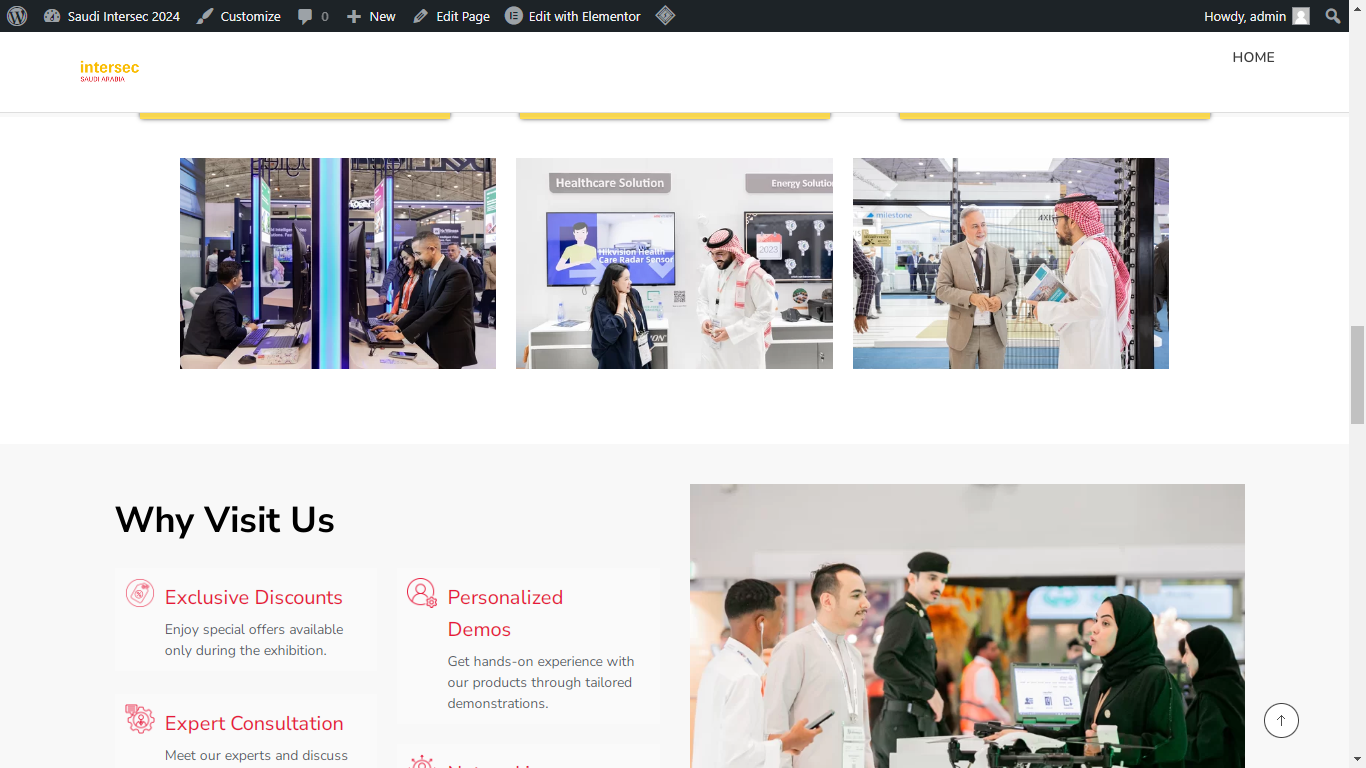 Saudi Intersec 2024 Customize 0 New Edit Page Edit with Elementor Howdy, admin
intersec
SAUDI ARABIA
HOME
Healthcare Solution
Energy Solution
Hikvision Health
Care Radar Sensor
2023
milestone
AXIS
Why Visit Us
Exclusive Discounts
Enjoy special offers available
only during the exhibition.
Personalized
Demos
Get hands-on experience with
our products through tailored
demonstrations.
Expert Consultation
Meet our experts and discuss